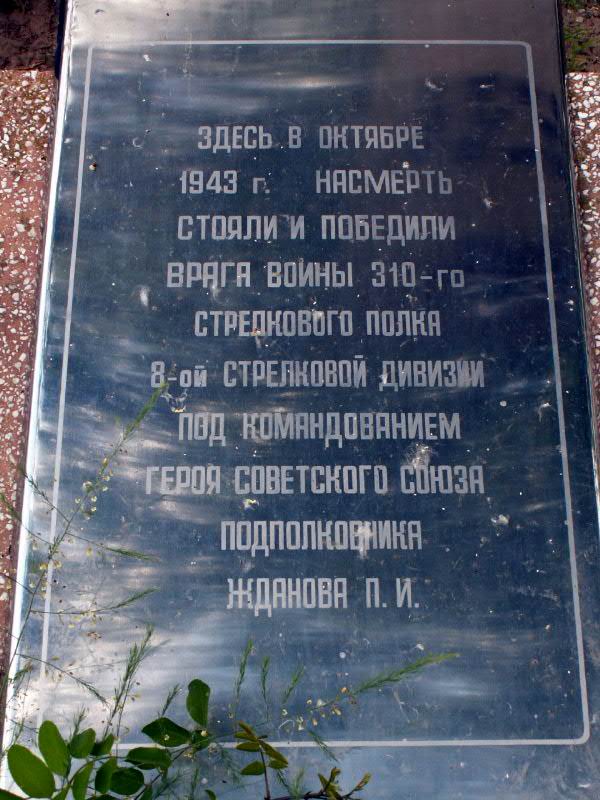 ЗДЕСЬ В ОКТЯБРЕ
1943 г. НАСМЕРТЬ
СТОЯЛИ И ПОБЕДИЛИ
ВРАГА ВОИНЫ 310-го
СТРЕЛКОВОГО ПОЛКА
8-ой СТРЕЛКОВОЙ ДИВИЗИИ
ПОД КОМАНДОВАНИЕМ
ГЕРОЯ СОВЕТСКОГО СОЮЗА
ПОДПОЛКОВНИКА
ЖДАНОВА П. И.